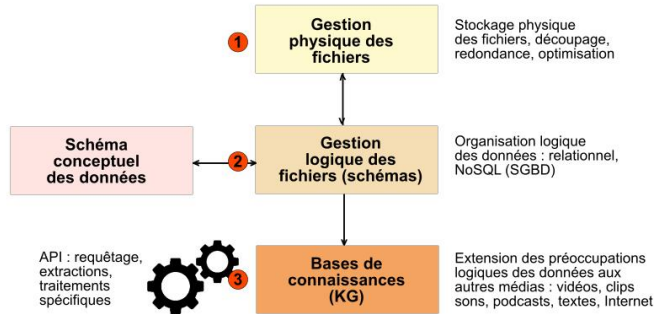 1
Gestion
physique des
fichiers
Stockage physique
des fichiers, découpage,
redondance, optimisation
Schéma
conceptuel
des données
2
Gestion
logique des
fichiers (schémas)
Organisation logique
des données : relationnel,
NoSQL (SGBD)
API : requêtage,
extractions,
traitements
spécifiques
3
Bases de
connaissances
(KG)
Extension des préoccupations
logiques des données aux
autres médias : vidéos, clips
sons, podcasts, textes, Internet